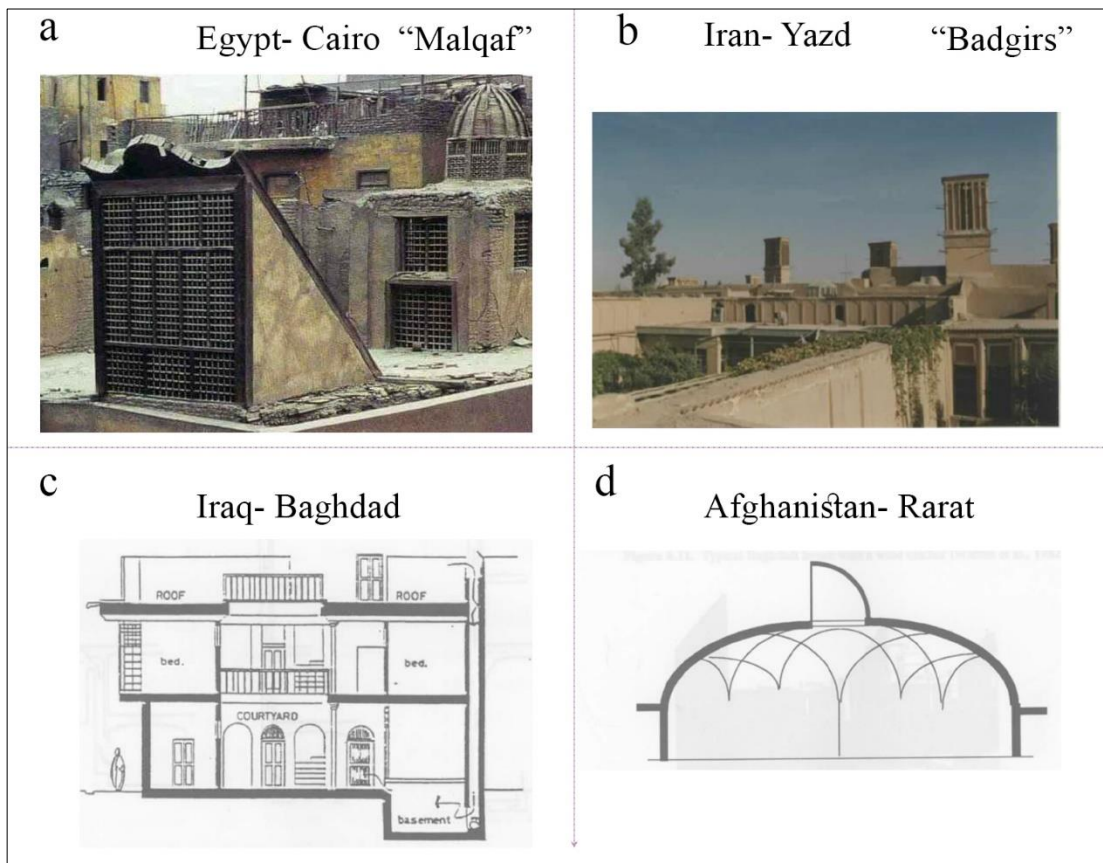 a
Egypt- Cairo “Malqaf”
b
Iran- Yazd “Badgirs”
c
Iraq- Baghdad
ROOF
ROOF
bed.
bed.
COURTYARD
basement
d
Afghanistan- Rarat